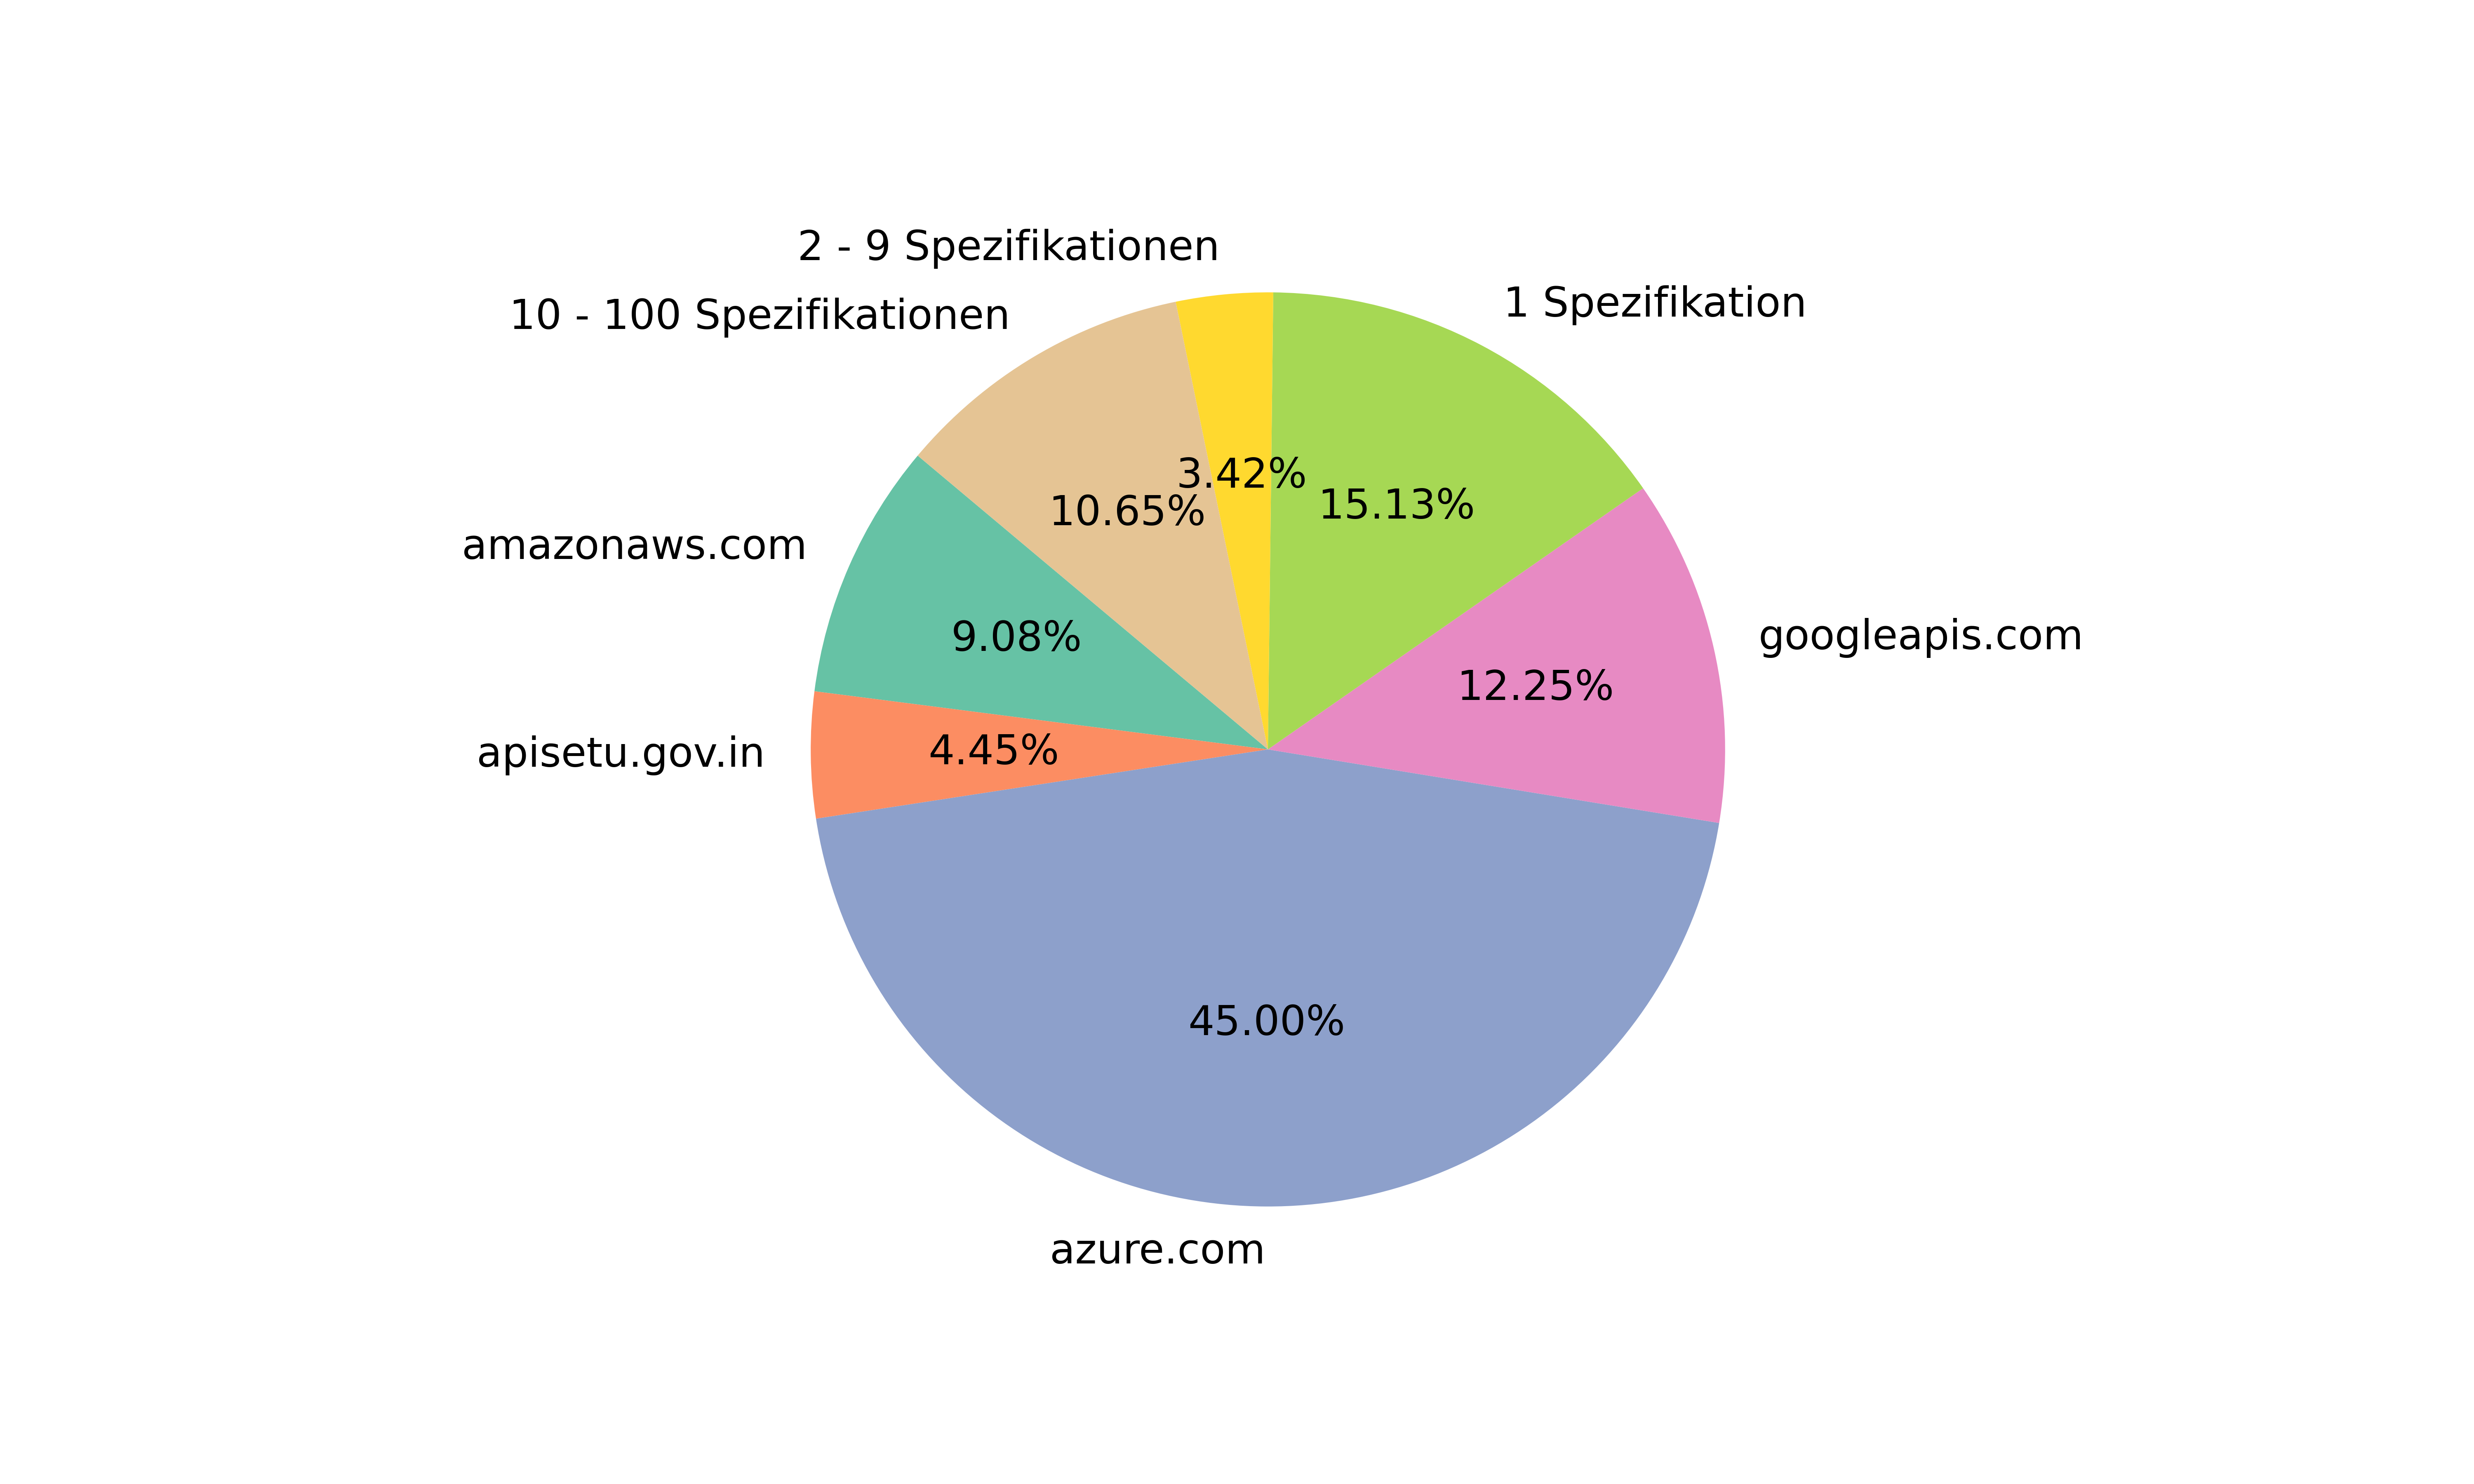 2 - 9 Spezifikationen
1 Spezifikation
10 - 100 Spezifikationen
3.42%
15.13%
10.65%
amazonaws.com
9.08%
googleapis.com
12.25%
apisetu.gov.in
4.45%
45.00%
azure.com